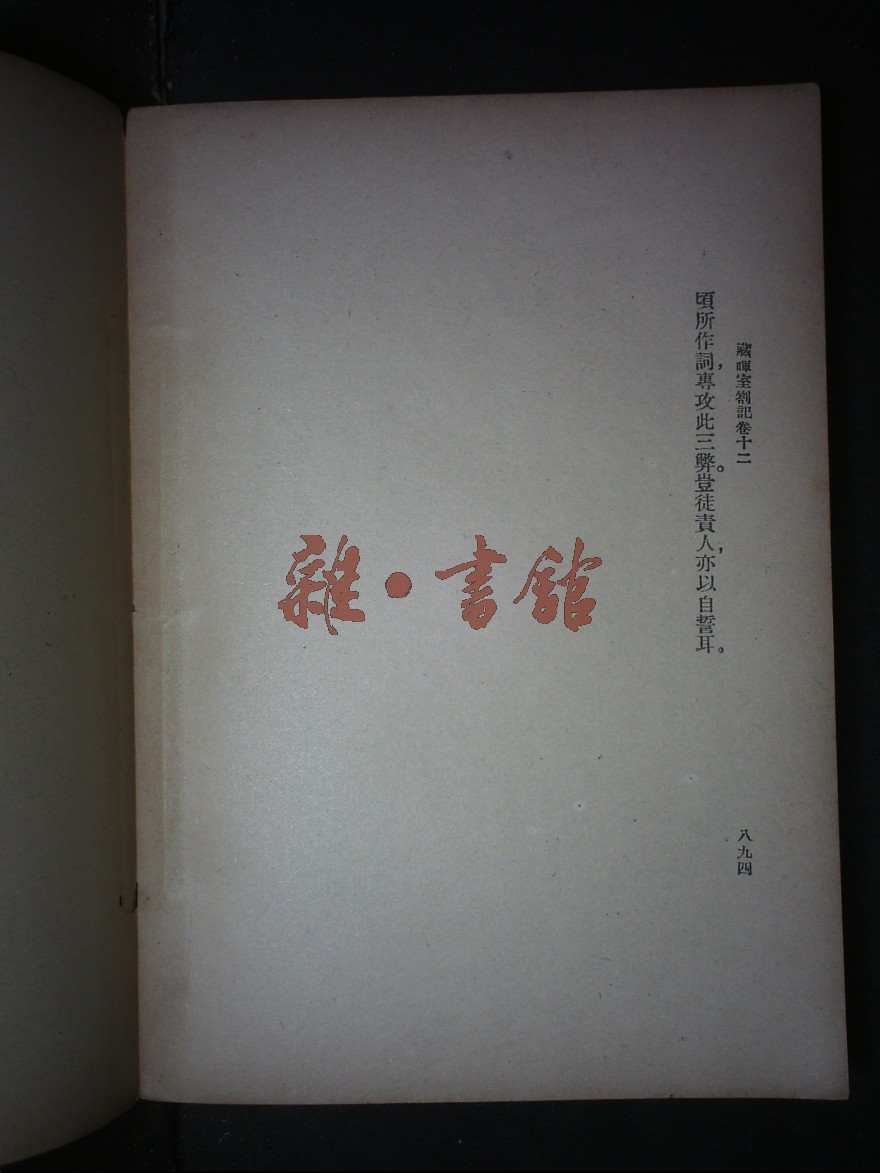 藏暉室劄記卷十二
頃所作詞，專攻此三弊。豈徒責人，亦以自誓耳。
八九四
雜·書館